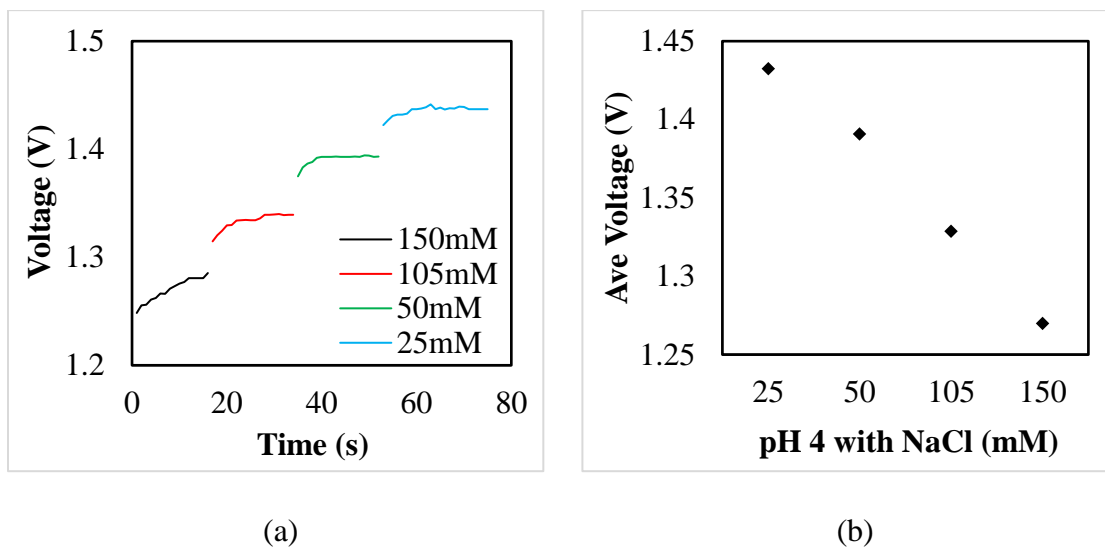 1.5
1.4
1.3
1.2
Voltage (V)
0 20 40 60 80
Time (s)
150mM
105mM
50mM
25mM
(a)
1.45
1.4
1.35
1.3
1.25
Ave Voltage (V)
25 50 105 150
pH 4 with NaCl (mM)
(b)